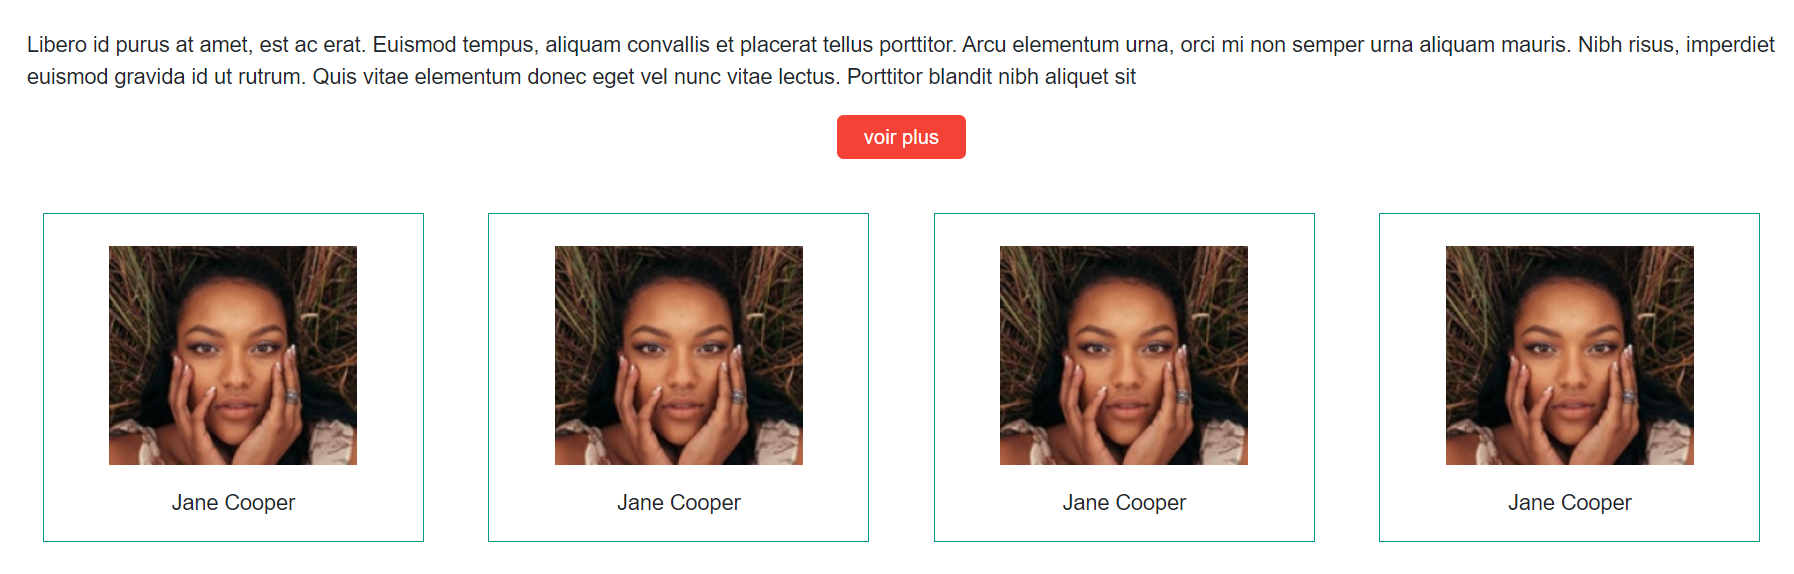 Libero id purus at amet, est ac erat. Euismod tempus, aliquam convallis et placerat tellus porttitor. Arcu elementum urna, orci mi non semper urna aliquam mauris. Nibh risus, imperdiet
euismod gravida id ut rutrum. Quis vitae elementum donec eget vel nunc vitae lectus. Porttitor blandit nibh aliquet sit
voir plus
Jane Cooper
Jane Cooper
Jane Cooper
Jane Cooper